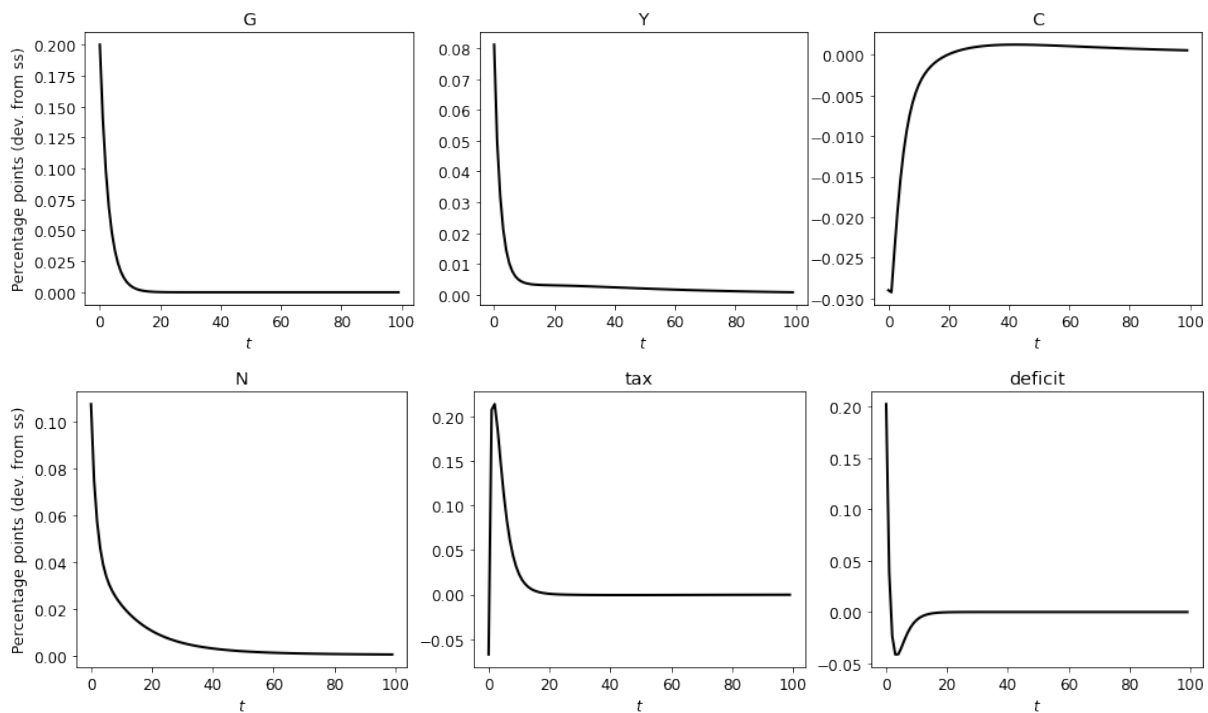 G
Y
C
Percentage points (dev. from ss)
0.200
0.175
0.150
0.125
0.100
0.075
0.050
0.025
0.000
0.08
0.07
0.06
0.05
0.04
0.03
0.02
0.01
0.00
0.000
−0.005
−0.010
−0.015
−0.020
−0.025
−0.030
0 20 40 60 80 100
0 20 40 60 80 100
0 20 40 60 80 100
t
t
t
N
tax
deficit
Percentage points (dev. from ss)
0.10
0.08
0.06
0.04
0.02
0.00
0.20
0.15
0.10
0.05
0.00
−0.05
0.20
0.15
0.10
0.05
0.00
−0.05
0 20 40 60 80 100
0 20 40 60 80 100
0 20 40 60 80 100
t
t
t